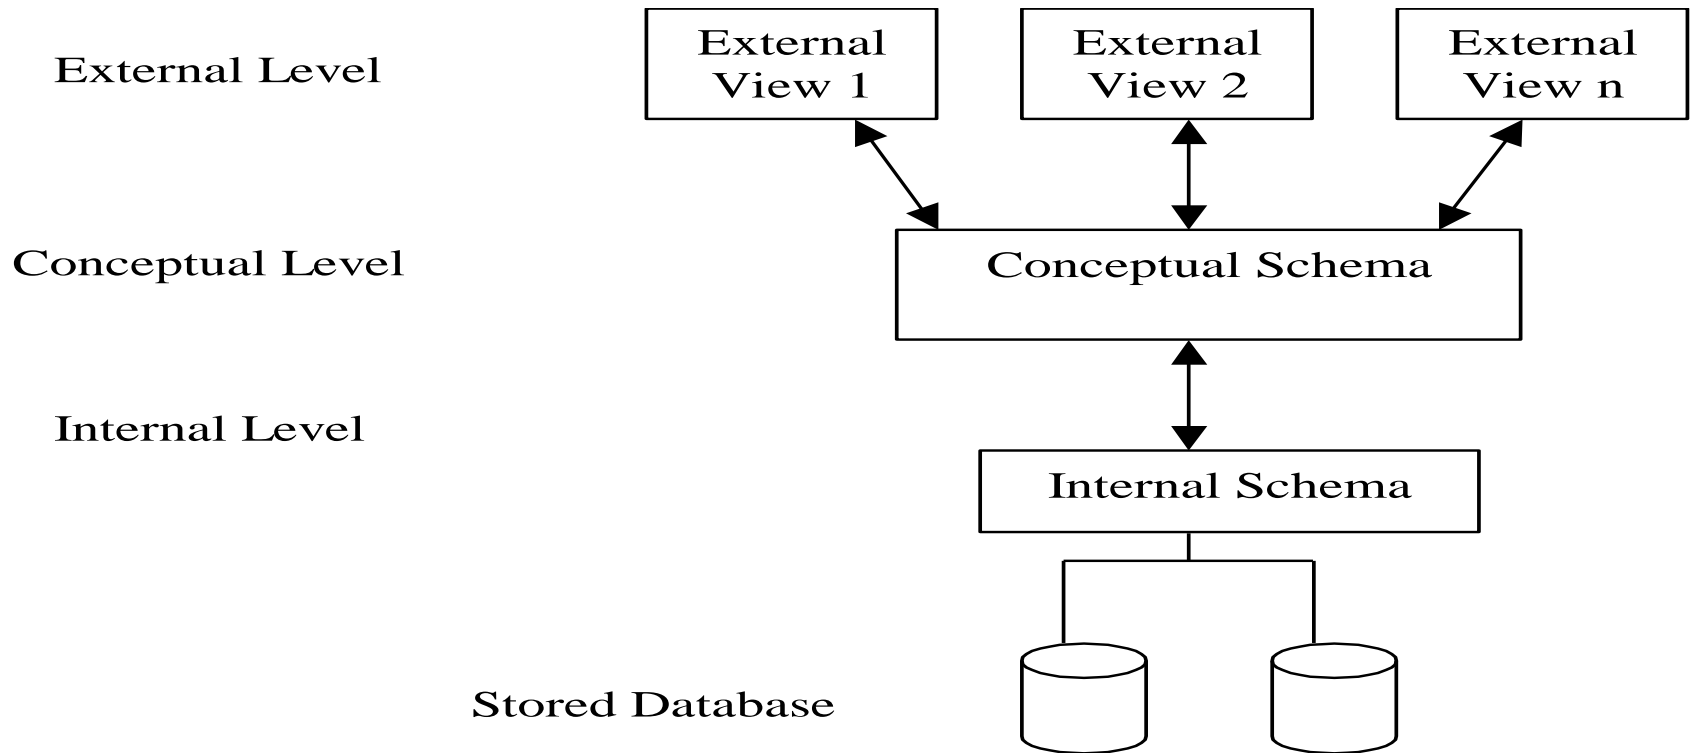 External Level
External
View 1
External
View 2
External
View n
Conceptual Level
Conceptual Schema
Internal Level
Internal Schema
Stored Database